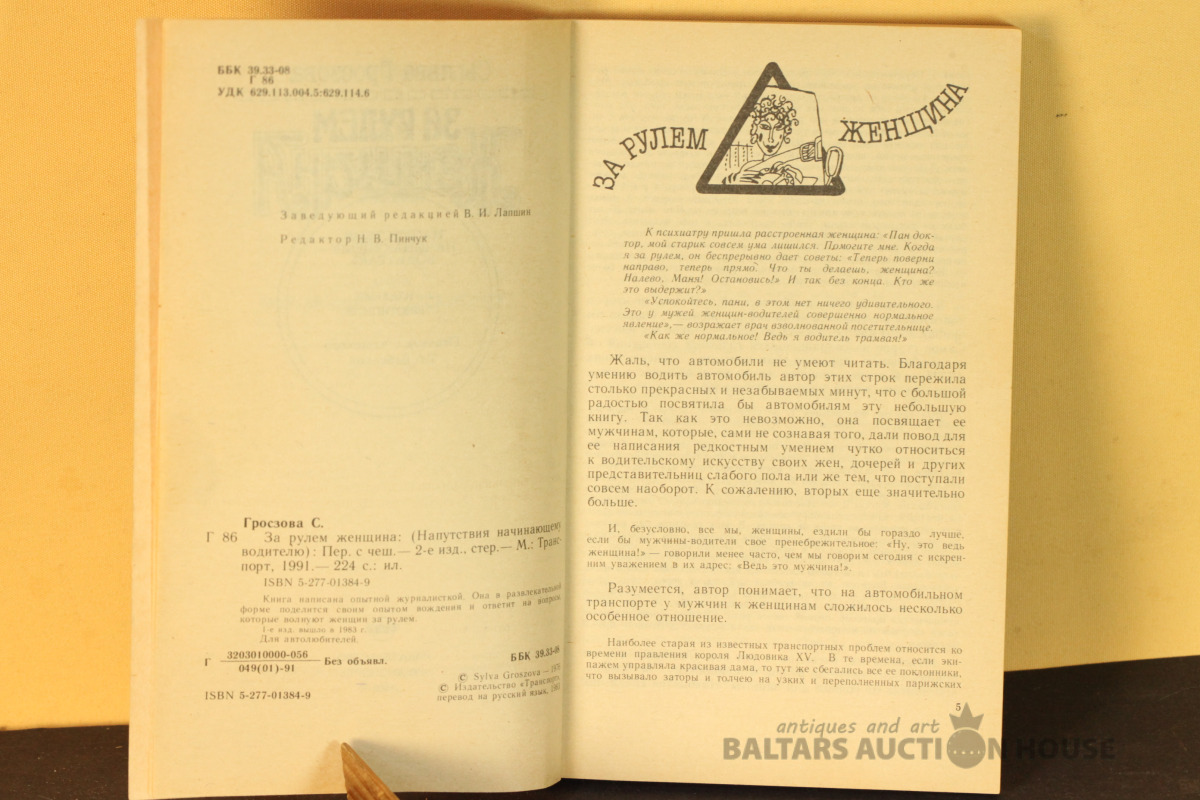 ББК 39.33-08
Г 86
УДК 629.113.004.5:629.114.6
Заведующий редакцией В. И. Лапшин
Редактор Н. В. Пинчук
Гросзова С.
Г 86 За рулем женщина: (Напутствия начинающему
водителю): Пер. с чеш.— 2-е изд., стер.— М.: Транс-
порт, 1991.— 224 с.: ил.
ISBN 5-277-01384-9
Книга написана опытной журналисткой. Она в развлекательной
форме поделится своим опытом вождения и ответит на вопросы,
которые волнуют женщин за рулем.
1-е изд. вышло в 1983 г.
Для автолюбителей.
Г 3203010000-056
049(01)-91 Без объявл.
ББК 39.33-08
© Sylva Groszova —
© Издательство «Транспорт»,
перевод на русский язык,
ISBN 5-277-01384-9
ЗА РУЛЕМ ЖЕНЩИНА
К психиатру пришла расстроенная женщина: «Пан док-
тор, мой старик совсем ума лишился. Помогите мне. Когда
я за рулем, он беспрерывно дает советы: «Теперь поверни
направо, теперь прямо. Что ты делаешь, женщина?
Налево, Маня! Остановись!» И так без конца. Кто же
это выдержит?»
«Успокойтесь, пани, в этом нет ничего удивительного.
Это у мужей женщин-водителей совершенно нормальное
явление»,— возражает врач взволнованной посетительнице.
«Как же нормальное! Ведь я водитель трамвая!»
Жаль, что автомобили не умеют читать. Благодаря
умению водить автомобиль автор этих строк пережила
столько прекрасных и незабываемых минут, что с большой
радостью посвятила бы автомобилям эту небольшую
книгу. Так как это невозможно, она посвящает ее
мужчинам, которые, сами не сознавая того, дали повод для
ее написания редкостным умением чутко относиться
к водительскому искусству своих жен, дочерей и других
представительниц слабого пола или же тем, что поступали
совсем наоборот. К сожалению, вторых еще значительно
больше.
И, безусловно, все мы, женщины, ездили бы гораздо лучше,
если бы мужчины-водители свое пренебрежительное: «Ну, это ведь
женщина!» — говорили менее часто, чем мы говорим сегодня с искрен-
ним уважением в их адрес: «Ведь это мужчина!».
Разумеется, автор понимает, что на автомобильном
транспорте у мужчин к женщинам сложилось несколько
особенное отношение.
Наиболее старая из известных транспортных проблем относится ко
времени правления короля Людовика XV. В те времена, если эки-
пажем управляла красивая дама, то тут же сбегались все ее поклонники,
что вызывало заторы и толчею на узких и переполненных парижских
5
antiques and art
BALTARS AUCTION HOUSE